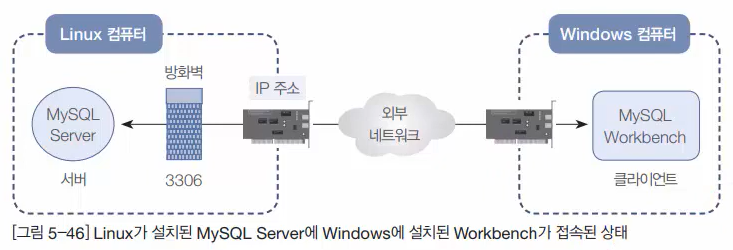 Linux 컴퓨터
Windows 컴퓨터
방화벽
IP 주소
MySQL
Server
외부
네트워크
MySQL
Workbench
서버
3306
클라이언트
[그림 5-46] Linux가 설치된 MySQL Server에 Windows에 설치된 Workbench가 접속된 상태